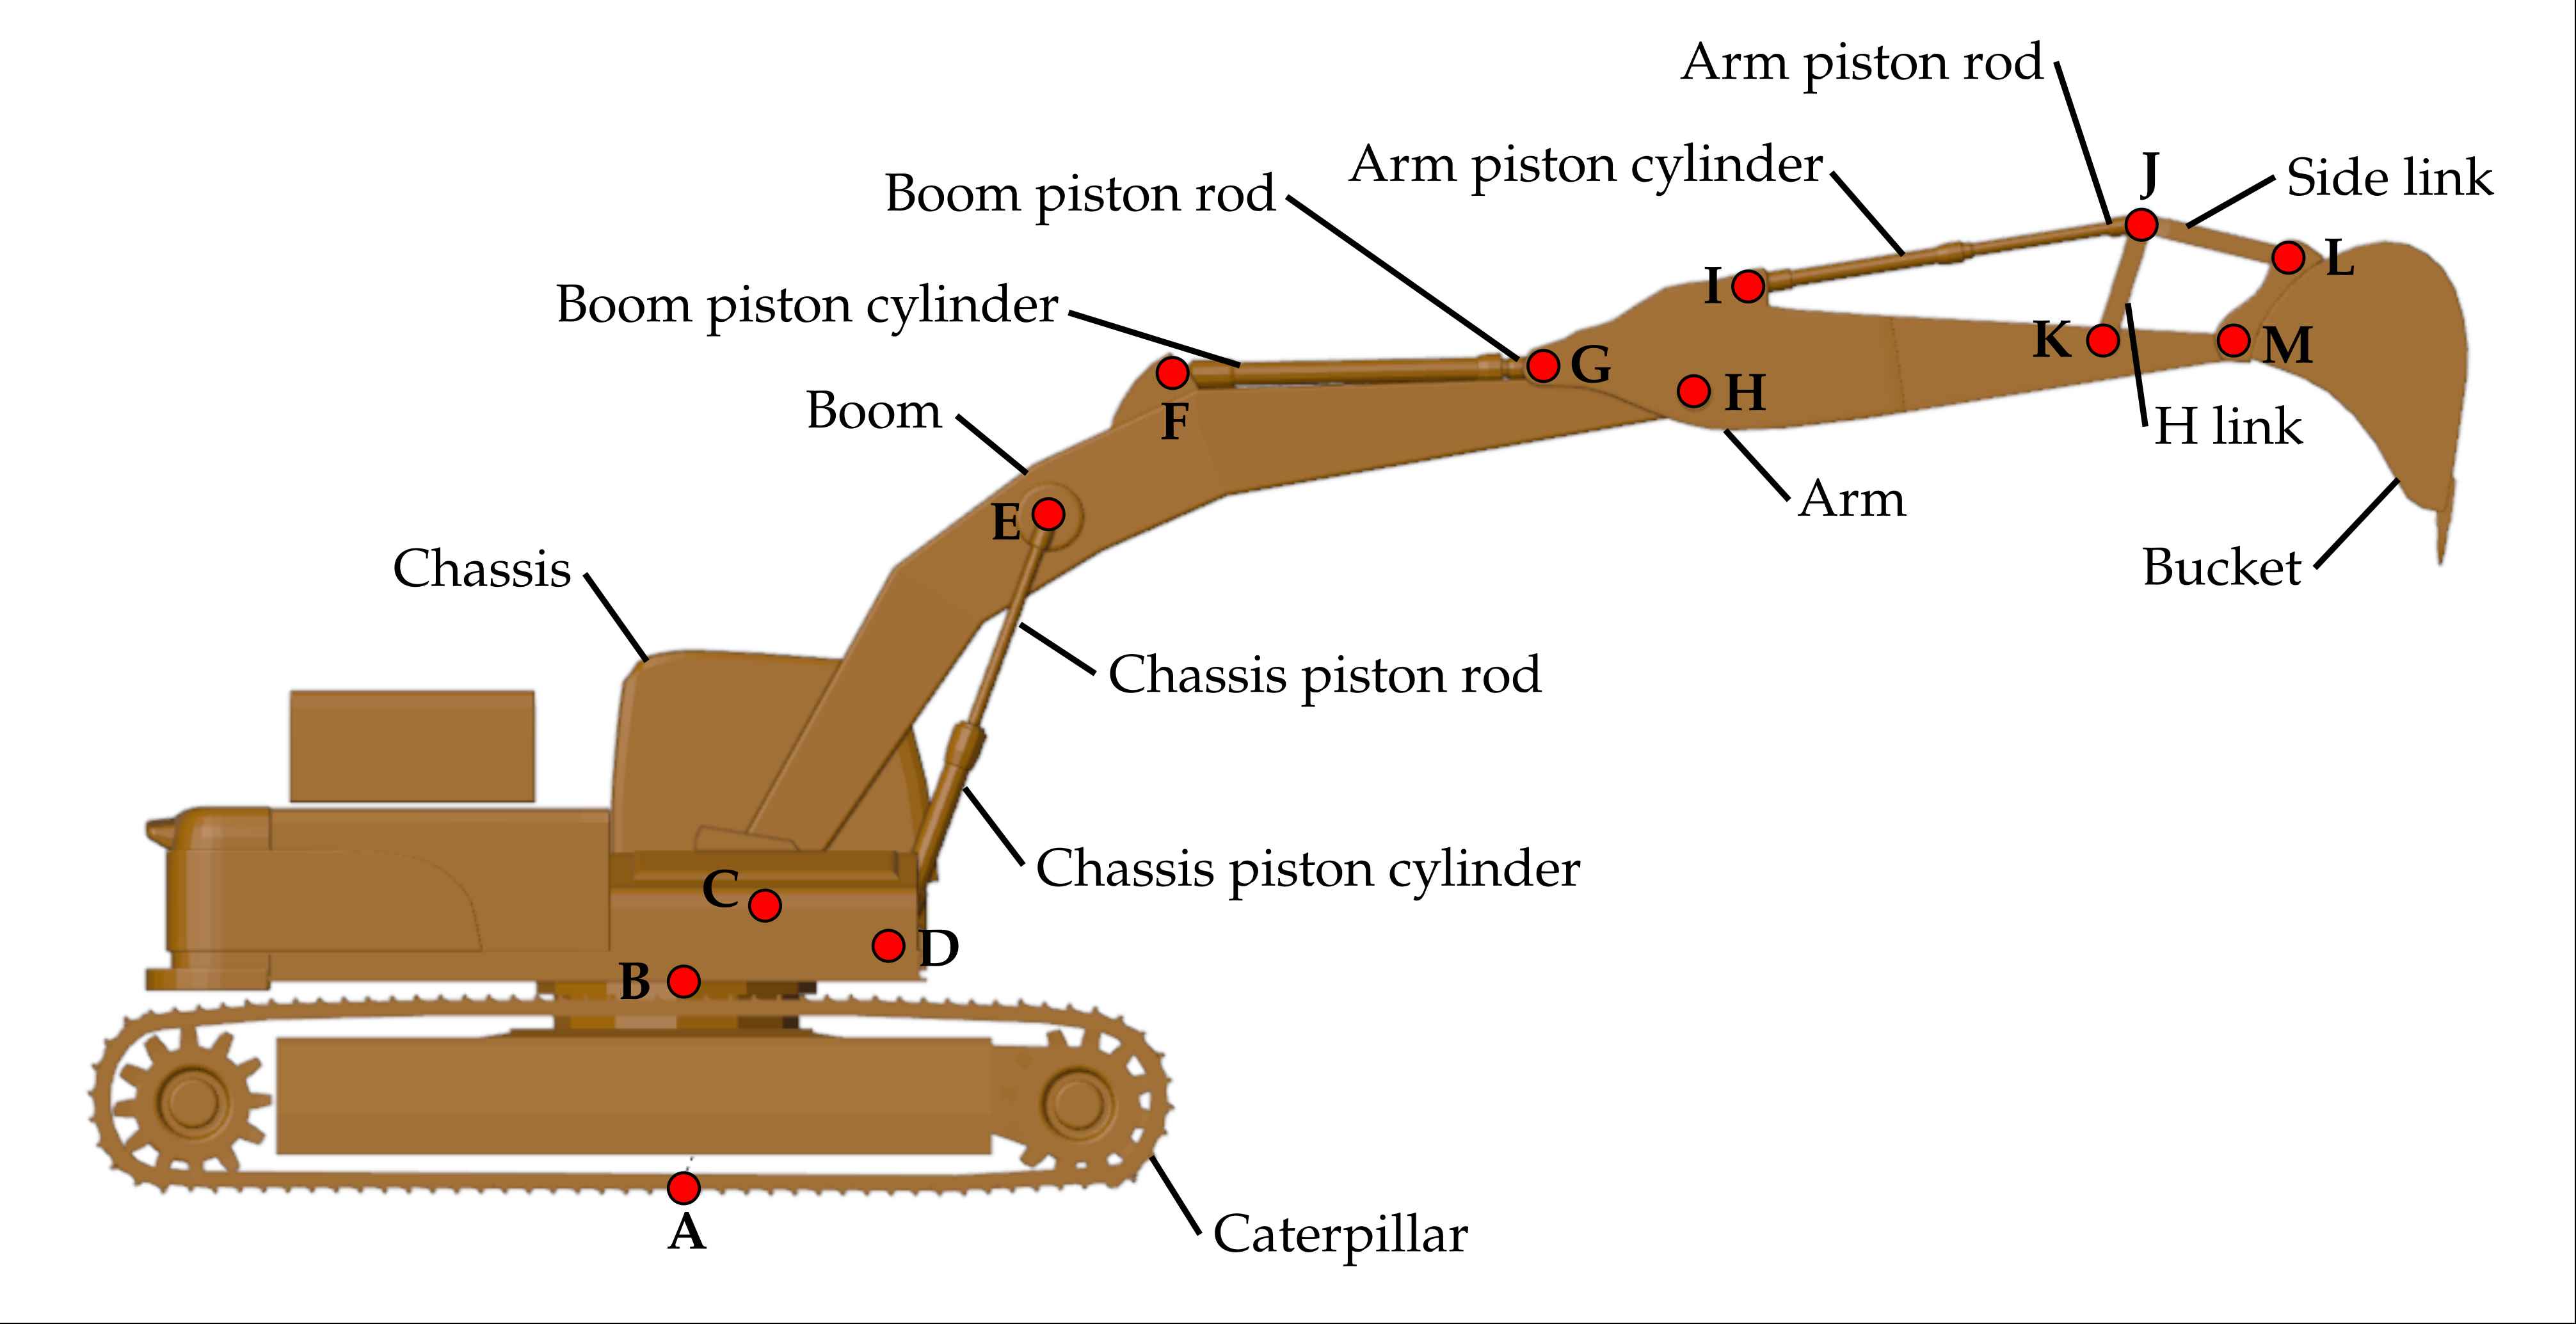 Arm piston rod
Arm piston cylinder
J
Side link
Boom piston rod
L
Boom piston cylinder
I
K
M
G
H
Boom
F
H link
E
Arm
Chassis
Bucket
Chassis piston rod
Chassis piston cylinder
C
D
B
A
Caterpillar